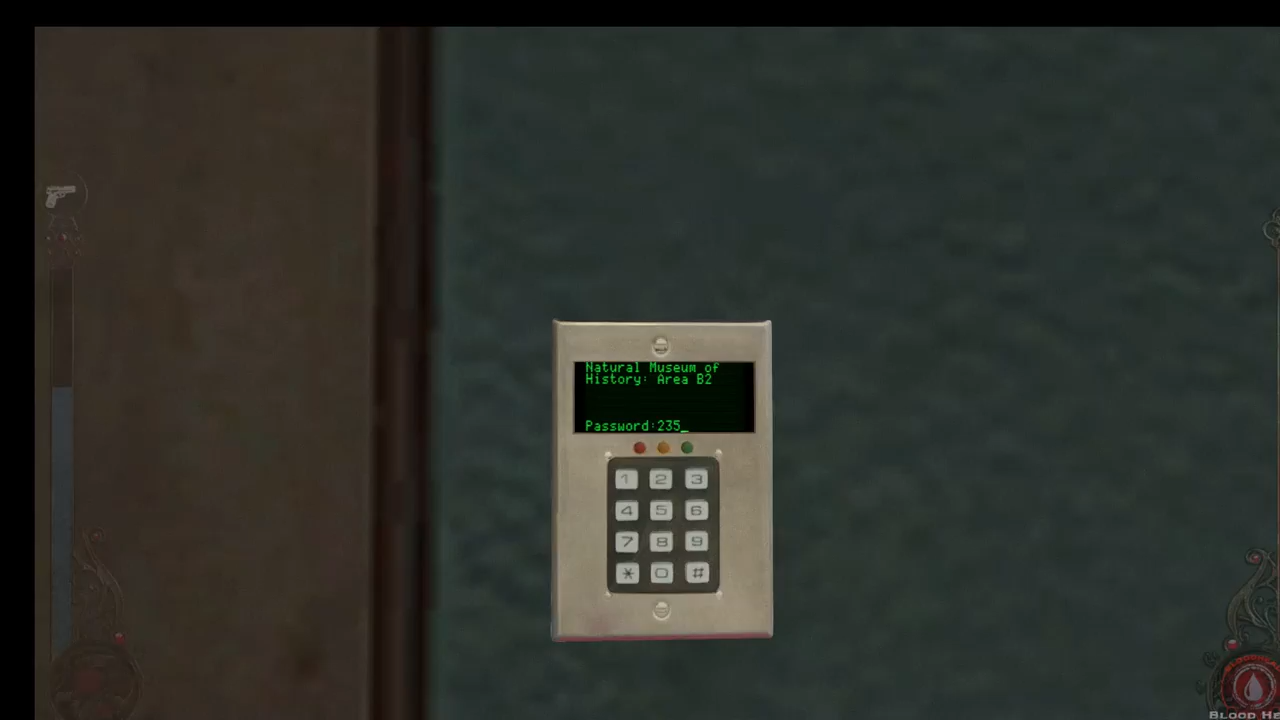 Natural Museum of
History: Area B2
Password:235_
1 2 3
4 5 6
7 8 9
* 0 #